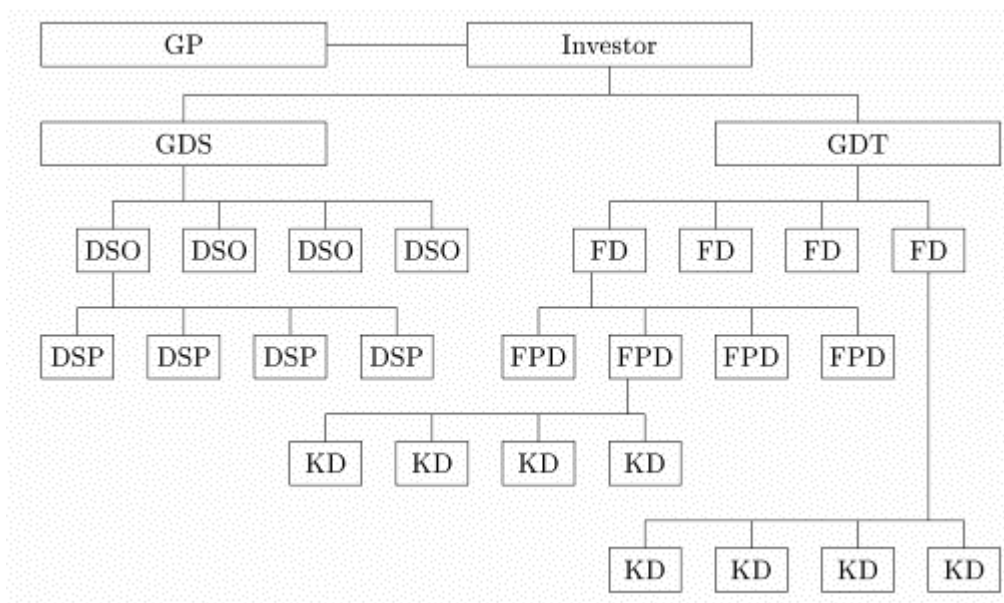 GP Investor
GDS GDT
DSO DSO DSO DSO FD FD FD FD
DSP DSP DSP DSP FPD FPD FPD FPD
KD KD KD KD
KD KD KD KD